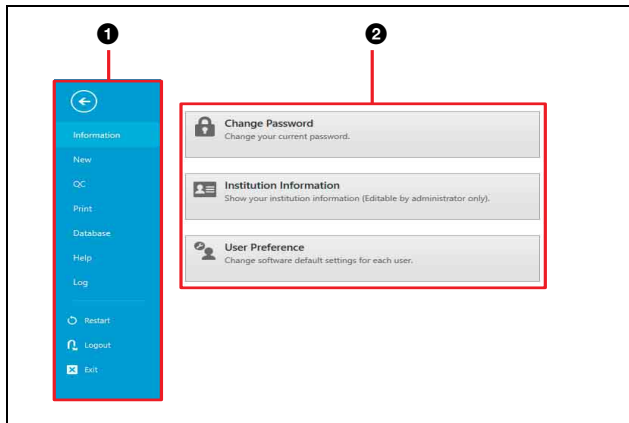 1
2
Information
New
QC
Print
Database
Help
Log
Restart
Logout
Exit
Change Password
Change your current password.
Institution Information
Show your institution information (Editable by administrator only).
User Preference
Change software default settings for each user.